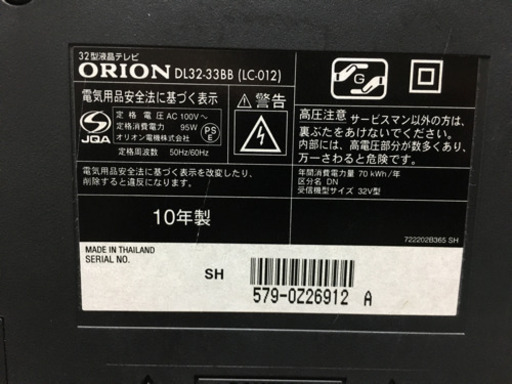 32型液晶テレビ
ORION DL32-33BB (LC-012)
電気用品安全法に基づく表示
定格電圧 AC 100V～
定格消費電力 95W
オリオン電機株式会社
定格周波数 50Hz/60Hz
JQA
PSE
電気用品安全法に基づく表示を改変したり、
削除すると違反になります。
警告
G
高圧注意 サービスマン以外の方は、
裏ぶたをあけないでください。
内部には、高電圧部分が数多くあり、
万一さわると危険です。
年間消費電力量 70 kWh/年
区分名 DN
受信機型サイズ 32V型
10年製
722202B365 SH
MADE IN THAILAND
SERIAL NO.
SH
579-0Z26912 A